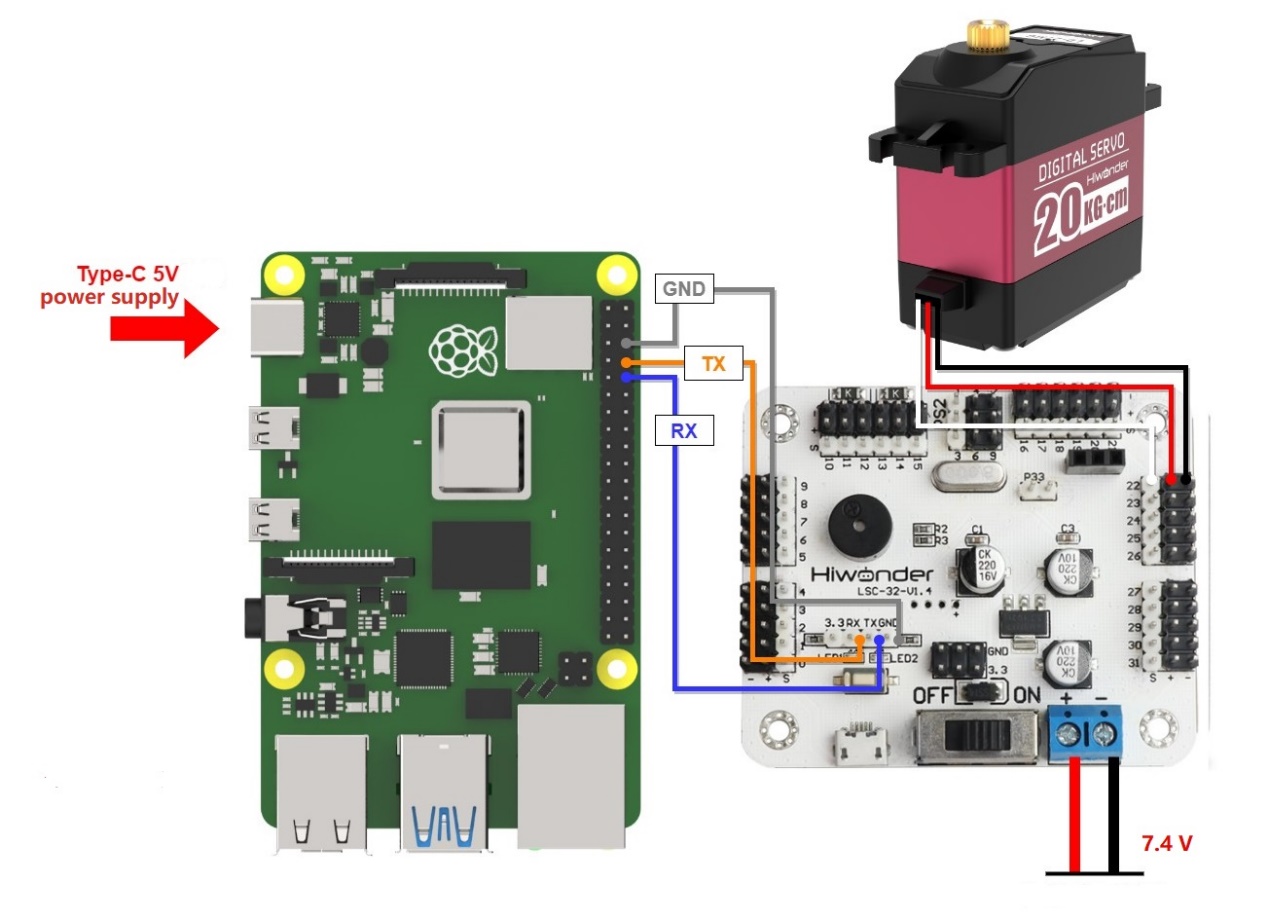 Type-C 5V
power supply
GND
TX
RX
DIGITAL SERVO
Hiwonder
20 KG·cm
K
K
PS2
+
S
10
11
12
13
14
15
3 6 9
16
17
18
19
20
-
+
S
P33
9
8
7
6
5
22
23
24
25
26
R2
R3
C1
C3
CK
220
16V
CK
220
10V
Hiwonder
LSC-32-V1.4
+
4
3
2
1
0
- + S
3.3 RX TX GND
LED2
GND
3.3
CK
220
10V
27
28
29
30
31
S + -
OFF
ON
+ -
7.4 V